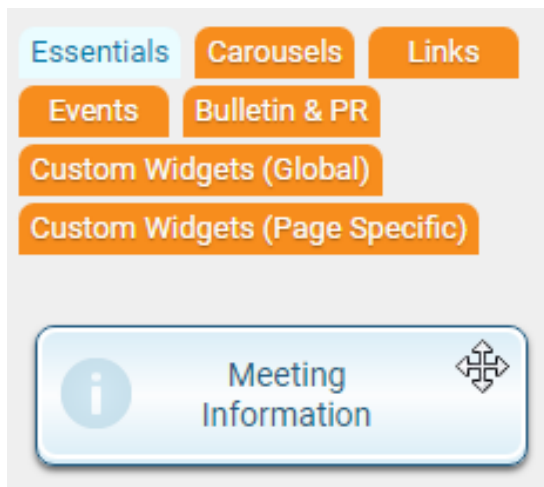 Essentials Carousels Links
Events Bulletin & PR
Custom Widgets (Global)
Custom Widgets (Page Specific)
Meeting
Information